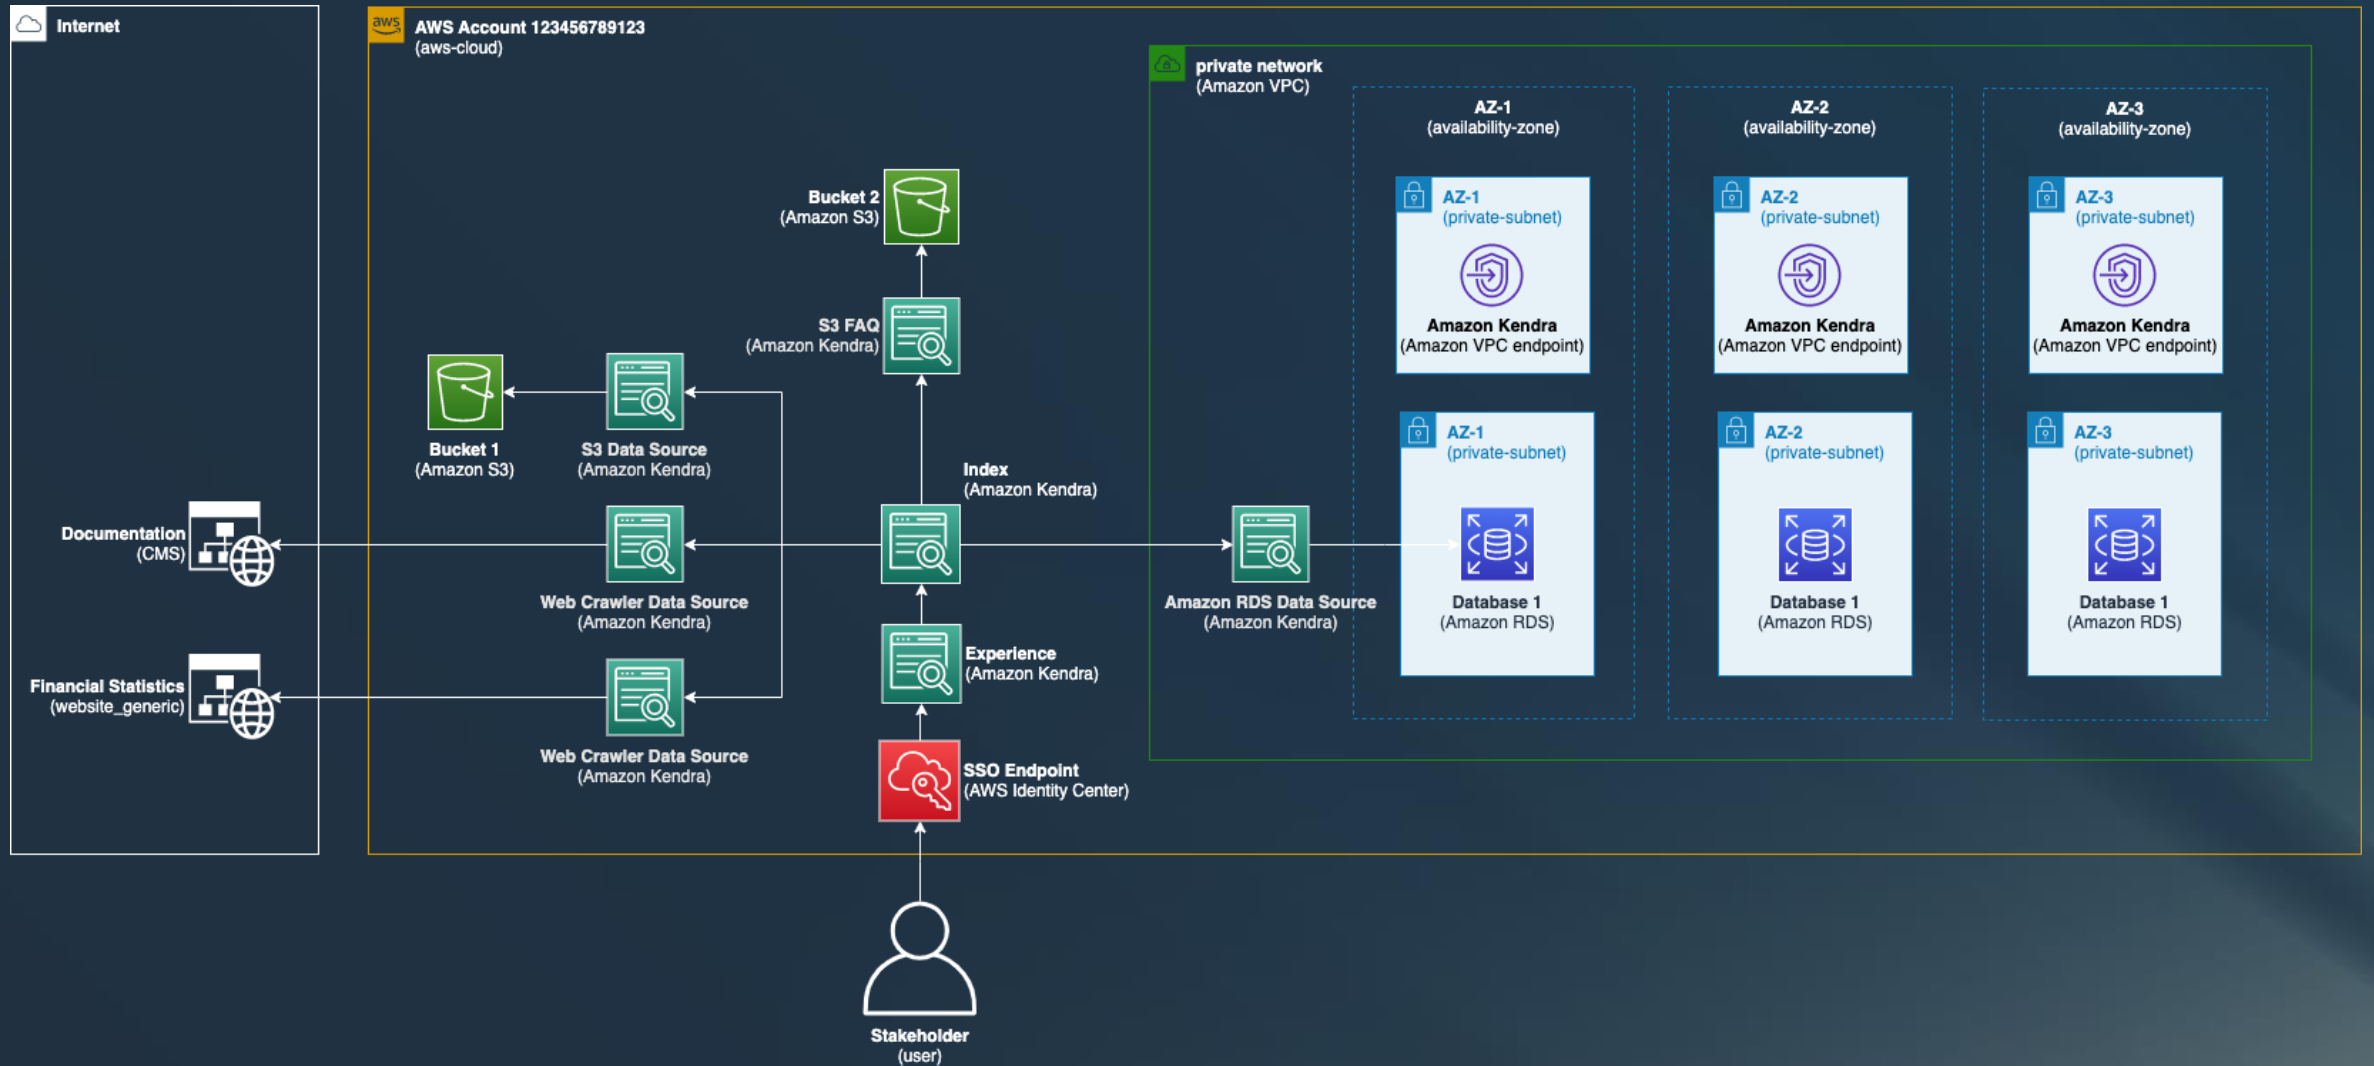 Internet
aws
AWS Account 123456789123
(aws-cloud)
private network
(Amazon VPC)
AZ-1
(availability-zone)
AZ-2
(availability-zone)
AZ-3
(availability-zone)
Bucket 2
(Amazon S3)
AZ-1
(private-subnet)
Amazon Kendra
(Amazon VPC endpoint)
AZ-2
(private-subnet)
Amazon Kendra
(Amazon VPC endpoint)
AZ-3
(private-subnet)
Amazon Kendra
(Amazon VPC endpoint)
S3 FAQ
(Amazon Kendra)
Bucket 1
(Amazon S3)
S3 Data Source
(Amazon Kendra)
Index
(Amazon Kendra)
Documentation
(CMS)
Web Crawler Data Source
(Amazon Kendra)
Amazon RDS Data Source
(Amazon Kendra)
AZ-1
(private-subnet)
Database 1
(Amazon RDS)
AZ-2
(private-subnet)
Database 1
(Amazon RDS)
AZ-3
(private-subnet)
Database 1
(Amazon RDS)
Experience
(Amazon Kendra)
Financial Statistics
(website_generic)
Web Crawler Data Source
(Amazon Kendra)
SSO Endpoint
(AWS Identity Center)
Stakeholder
(user)